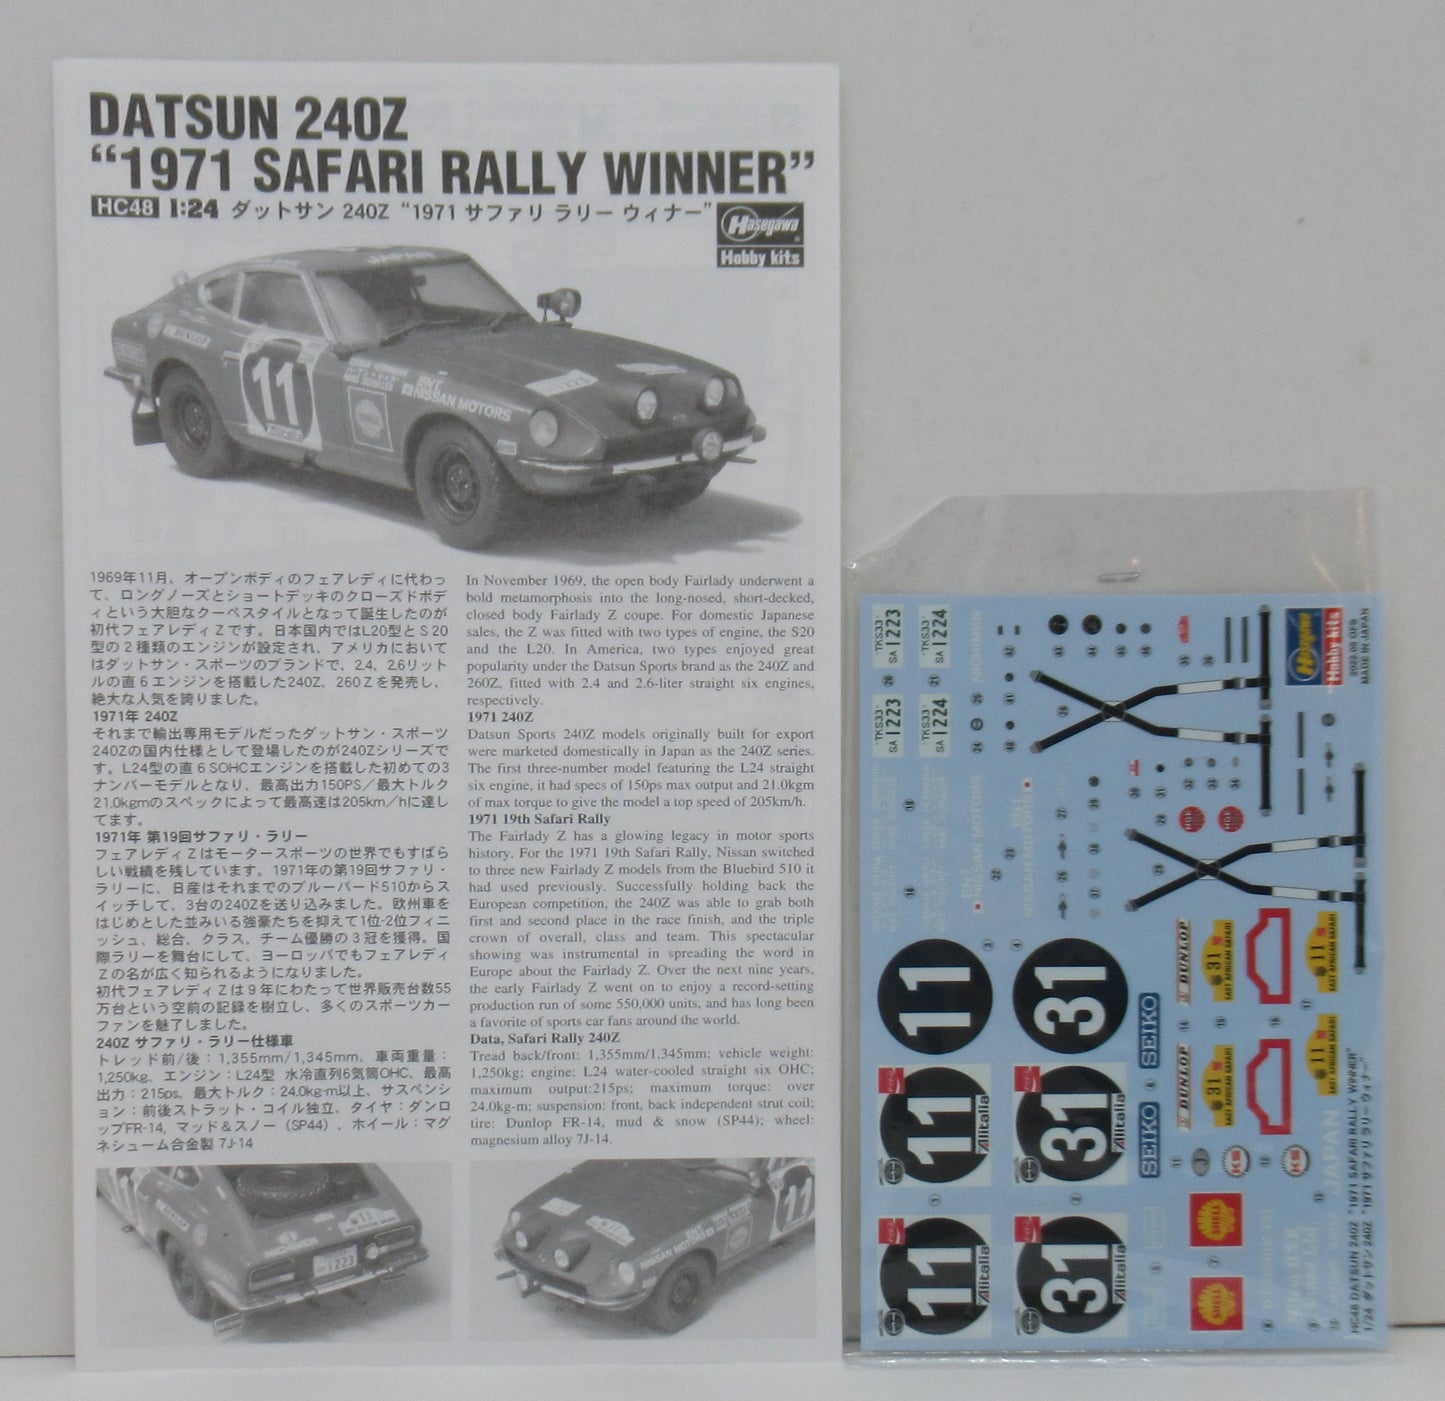 DATSUN 240Z
“1971 SAFARI RALLY WINNER”
HC48 1:24 ダットサン 240Z “1971 サファリ ラリー ウィナー”
Hasegawa
Hobby kits
JAPAN
DUNLOP
11
NISSAN MOTORS
SHELL
1969年11月、オープンボディのフェアレディに代わっ
て、ロングノーズとショートデッキのクローズドボデ
ィという大胆なクーペスタイルとなって誕生したのが
初代フェアレディZです。日本国内ではL20型とS20
型の2種類のエンジンが設定され、アメリカにおいて
はダットサン・スポーツのブランドで、2.4、2.6リット
ルの直6エンジンを搭載した240Z、260Zを発売し、
絶大な人気を誇りました。
1971年 240Z
それまで輸出専用モデルだったダットサン・スポーツ
240Zの国内仕様として登場したのが240Zシリーズで
す。L24型の直6SOHCエンジンを搭載した初めての3
ナンバーモデルとなり、最高出力150PS／最大トルク
21.0kgmのスペックによって最高速は205km／hに達し
てます。
1971年 第19回サファリ・ラリー
フェアレディZはモータースポーツの世界でもすばら
しい戦績を残しています。1971年の第19回サファリ・
ラリーに、日産はそれまでのブルーバード510からス
イッチして、3台の240Zを送り込みました。欧州車を
はじめとした並みいる強豪たちを抑えて1位-2位フィニ
ッシュ、総合、クラス、チーム優勝の3冠を獲得。国
際ラリーを舞台にして、ヨーロッパでもフェアレディ
Zの名が広く知られるようになりました。
初代フェアレディZは9年にわたって世界販売台数55
万台という空前の記録を樹立し、多くのスポーツカー
ファンを魅了しました。
240Z サファリ・ラリー仕様車
トレッド前/後：1,355mm/1,345mm、車両重量：
1,250kg、エンジン：L24型 水冷直列6気筒OHC、最高
出力：215ps、最大トルク：24.0kg-m以上、サスペンシ
ョン：前後ストラット・コイル独立、タイヤ：ダンロ
ップFR-14, マッド＆スノー（SP44）、ホイール：マグ
ネシューム合金製 7J-14
In November 1969, the open body Fairlady underwent a
bold metamorphosis into the long-nosed, short-decked,
closed body Fairlady Z coupe. For domestic Japanese
sales, the Z was fitted with two types of engine, the S20
and the L20. In America, two types enjoyed great
popularity under the Datsun Sports brand as the 240Z and
260Z, fitted with 2.4 and 2.6-liter straight six engines,
respectively.
1971 240Z
Datsun Sports 240Z models originally built for export
were marketed domestically in Japan as the 240Z series.
The first three-number model featuring the L24 straight
six engine, it had specs of 150ps max output and 21.0kgm
of max torque to give the model a top speed of 205km/h.
1971 19th Safari Rally
The Fairlady Z has a glowing legacy in motor sports
history. For the 1971 19th Safari Rally, Nissan switched
to three new Fairlady Z models from the Bluebird 510 it
had used previously. Successfully holding back the
European competition, the 240Z was able to grab both
first and second place in the race finish, and the triple
crown of overall, class and team. This spectacular
showing was instrumental in spreading the word in
Europe about the Fairlady Z. Over the next nine years,
the early Fairlady Z went on to enjoy a record-setting
production run of some 550,000 units, and has long been
a favorite of sports car fans around the world.
Data, Safari Rally 240Z
Tread back/front: 1,355mm/1,345mm; vehicle weight:
1,250kg; engine: L24 water-cooled straight six OHC;
maximum output:215ps; maximum torque: over
24.0kg-m; suspension: front, back independent strut coil;
tire: Dunlop FR-14, mud & snow (SP44); wheel:
magnesium alloy 7J-14.
DUNLOP
11
NICHIMEN
1223
NISSAN MOTORS
11
TKS33
SA 1223
TKS33
SA 1224
TKS33
SA 1223
TKS33
SA 1224
NICHIMEN
NISSAN MOTORS
NISSAN MOTORS
11
31
11
Alitalia
31
Alitalia
11
Alitalia
31
Alitalia
SEIKO
SEIKO
DUNLOP
DUNLOP
31
EAST AFRICAN SAFARI
31
EAST AFRICAN SAFARI
11
EAST AFRICAN SAFARI
11
EAST AFRICAN SAFARI
NGK
NGK
KS
KS
SHELL
SHELL
JAPAN
Hasegawa
Hobby kits
MADE IN JAPAN
HC48 DATSUN 240Z “1971 SAFARI RALLY WINNER”
1/24 ダットサン 240Z “1971 サファリ ラリー ウィナー”